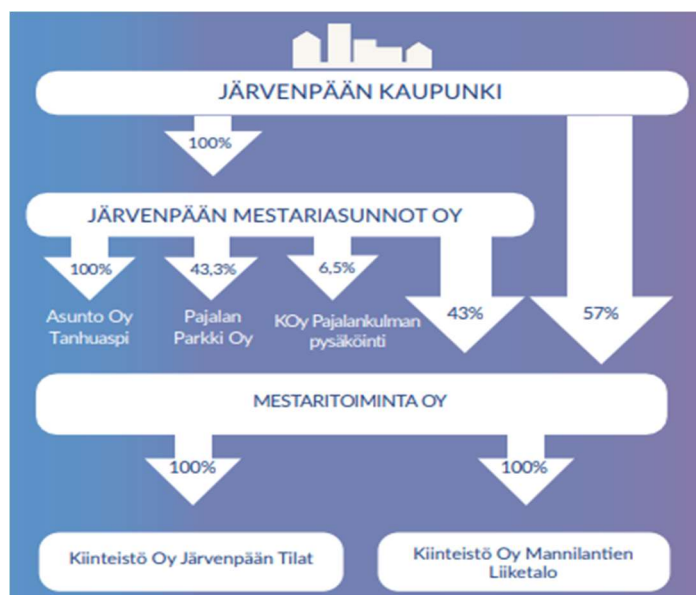 JÄRVENPÄÄN KAUPUNKI
100%
JÄRVENPÄÄN MESTARIASUNNOT OY
100%
43,3%
6,5%
43%
57%
Asunto Oy
Tanhuaspi
Pajalan
Parkki Oy
KOy Pajalankulman
pysäköinti
MESTARITOIMINTA OY
100%
100%
Kiinteistö Oy Järvenpään Tilat
Kiinteistö Oy Mannilantien
Liiketalo